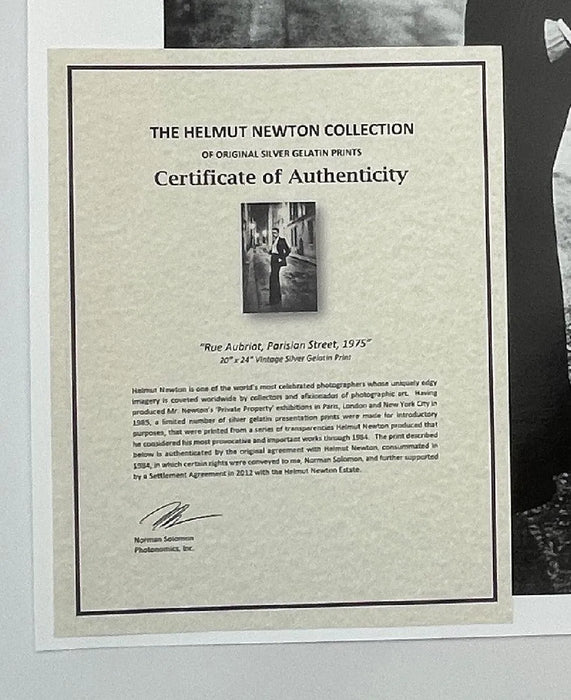 THE HELMUT NEWTON COLLECTION
OF ORIGINAL SILVER GELATIN PRINTS
Certificate of Authenticity
"Rue Aubriot, Parisian Street, 1975"
20" x 24" Vintage Silver Gelatin Print
Helmut Newton is one of the world's most celebrated photographers whose uniquely edgy
imagery is coveted worldwide by collectors and aficionados of photographic art. Having
produced Mr. Newton's 'Private Property' exhibitions in Paris, London and New York City in
1985, a limited number of silver gelatin presentation prints were made for introductory
purposes, that were printed from a series of transparencies Helmut Newton produced that
he considered his most provocative and important works through 1984. The print described
below is authenticated by the original agreement with Helmut Newton, consummated in
1984, in which certain rights were conveyed to me, Norman Solomon, and further supported
by a Settlement Agreement in 2012 with the Helmut Newton Estate.
Norman Solomon
Photonomics, Inc.